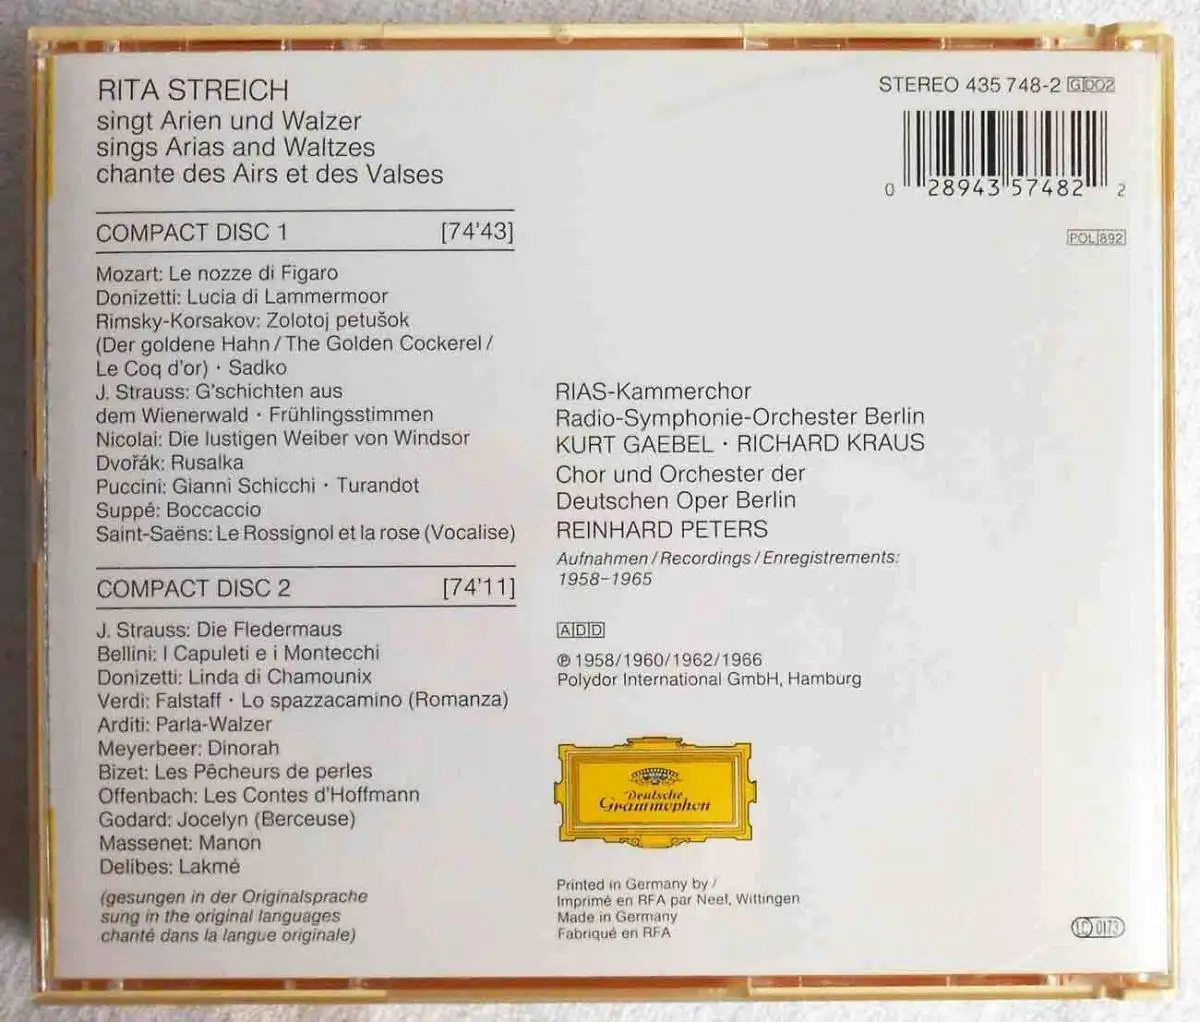 RITA STREICH
singt Arien und Walzer
sings Arias and Waltzes
chante des Airs et des Valses
STEREO 435 748-2 G DO2
0 28943 57482 2
POL 892
COMPACT DISC 1 [74'43]
Mozart: Le nozze di Figaro
Donizetti: Lucia di Lammermoor
Rimsky-Korsakov: Zolotoj petušok
(Der goldene Hahn / The Golden Cockerel /
Le Coq d'or) · Sadko
J. Strauss: G'schichten aus
dem Wienerwald · Frühlingsstimmen
Nicolai: Die lustigen Weiber von Windsor
Dvořák: Rusalka
Puccini: Gianni Schicchi · Turandot
Suppé: Boccaccio
Saint-Saëns: Le Rossignol et la rose (Vocalise)
COMPACT DISC 2 [74'11]
J. Strauss: Die Fledermaus
Bellini: I Capuleti e i Montecchi
Donizetti: Linda di Chamounix
Verdi: Falstaff · Lo spazzacamino (Romanza)
Arditi: Parla-Walzer
Meyerbeer: Dinorah
Bizet: Les Pêcheurs de perles
Offenbach: Les Contes d'Hoffmann
Godard: Jocelyn (Berceuse)
Massenet: Manon
Delibes: Lakmé
(gesungen in der Originalsprache
sung in the original languages
chanté dans la langue originale)
RIAS-Kammerchor
Radio-Symphonie-Orchester Berlin
KURT GAEBEL · RICHARD KRAUS
Chor und Orchester der
Deutschen Oper Berlin
REINHARD PETERS
Aufnahmen / Recordings / Enregistrements:
1958-1965
ADD
℗ 1958/1960/1962/1966
Polydor International GmbH, Hamburg
Deutsche
Grammophon
Printed in Germany by /
Imprimé en RFA par Neef, Wittingen
Made in Germany
Fabriqué en RFA
LC 0173